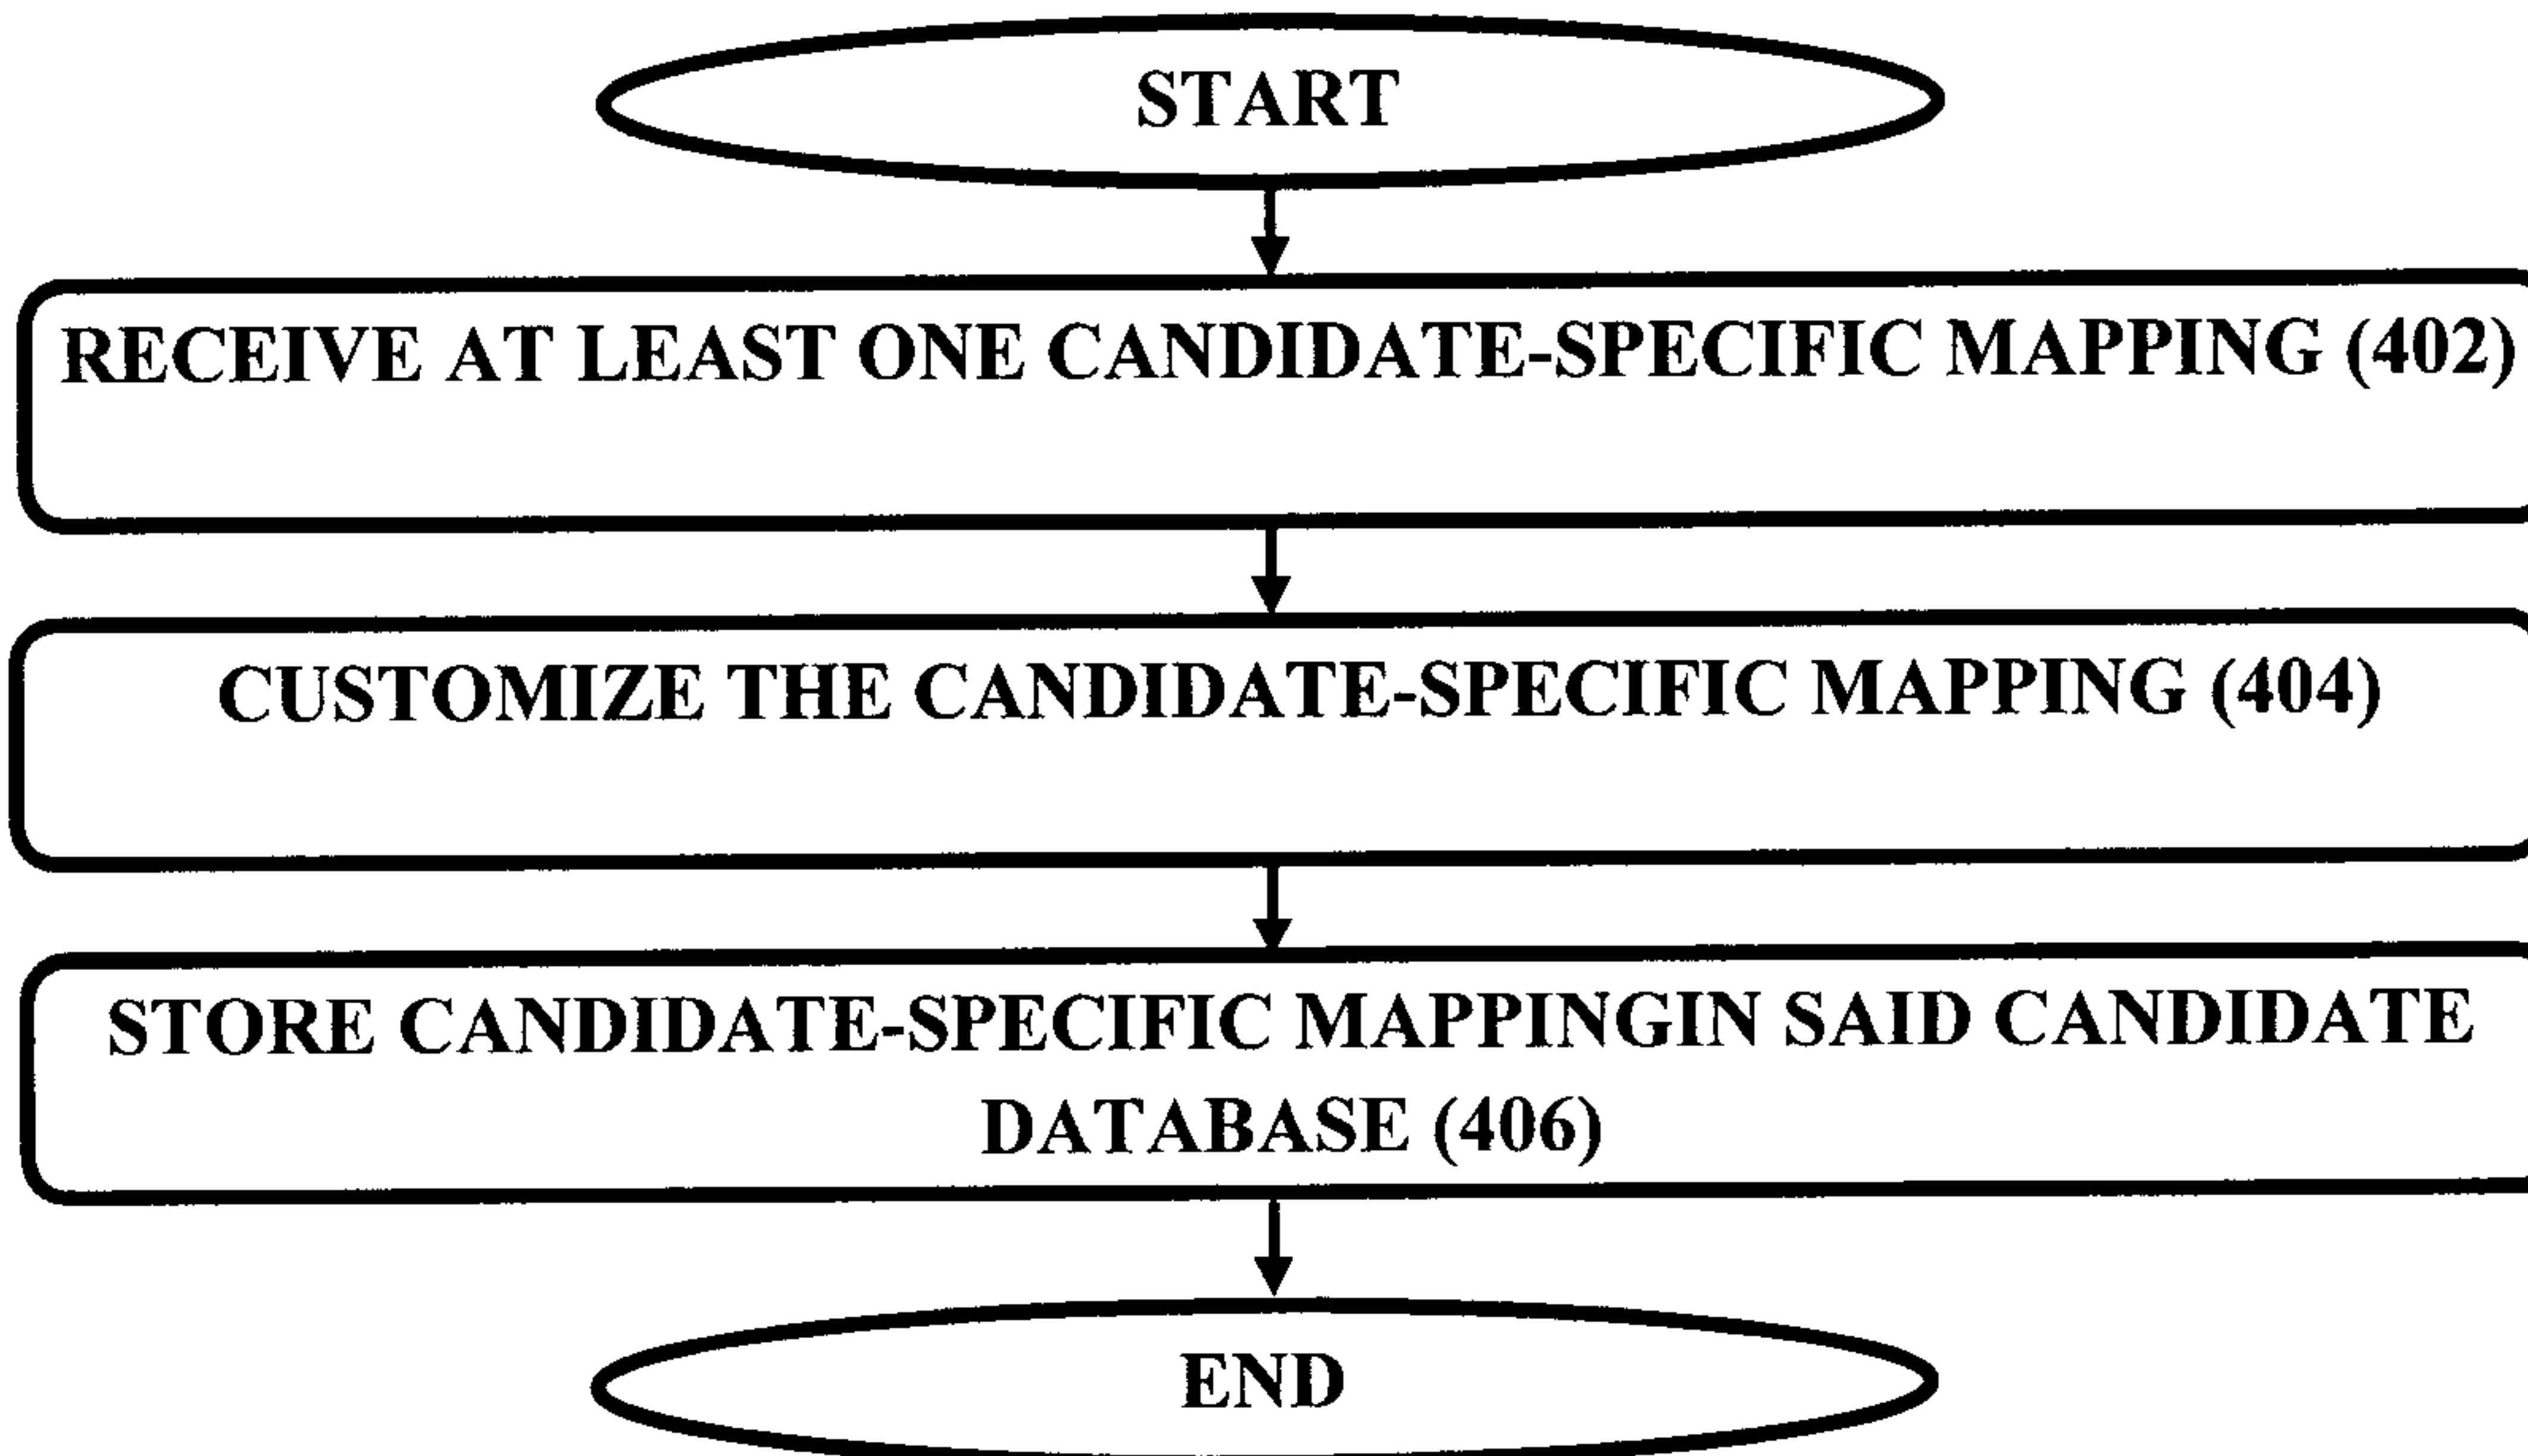 START
RECEIVE AT LEAST ONE CANDIDATE-SPECIFIC MAPPING (402)
CUSTOMIZE THE CANDIDATE-SPECIFIC MAPPING (404)
STORE CANDIDATE-SPECIFIC MAPPINGIN SAID CANDIDATE
DATABASE (406)
END